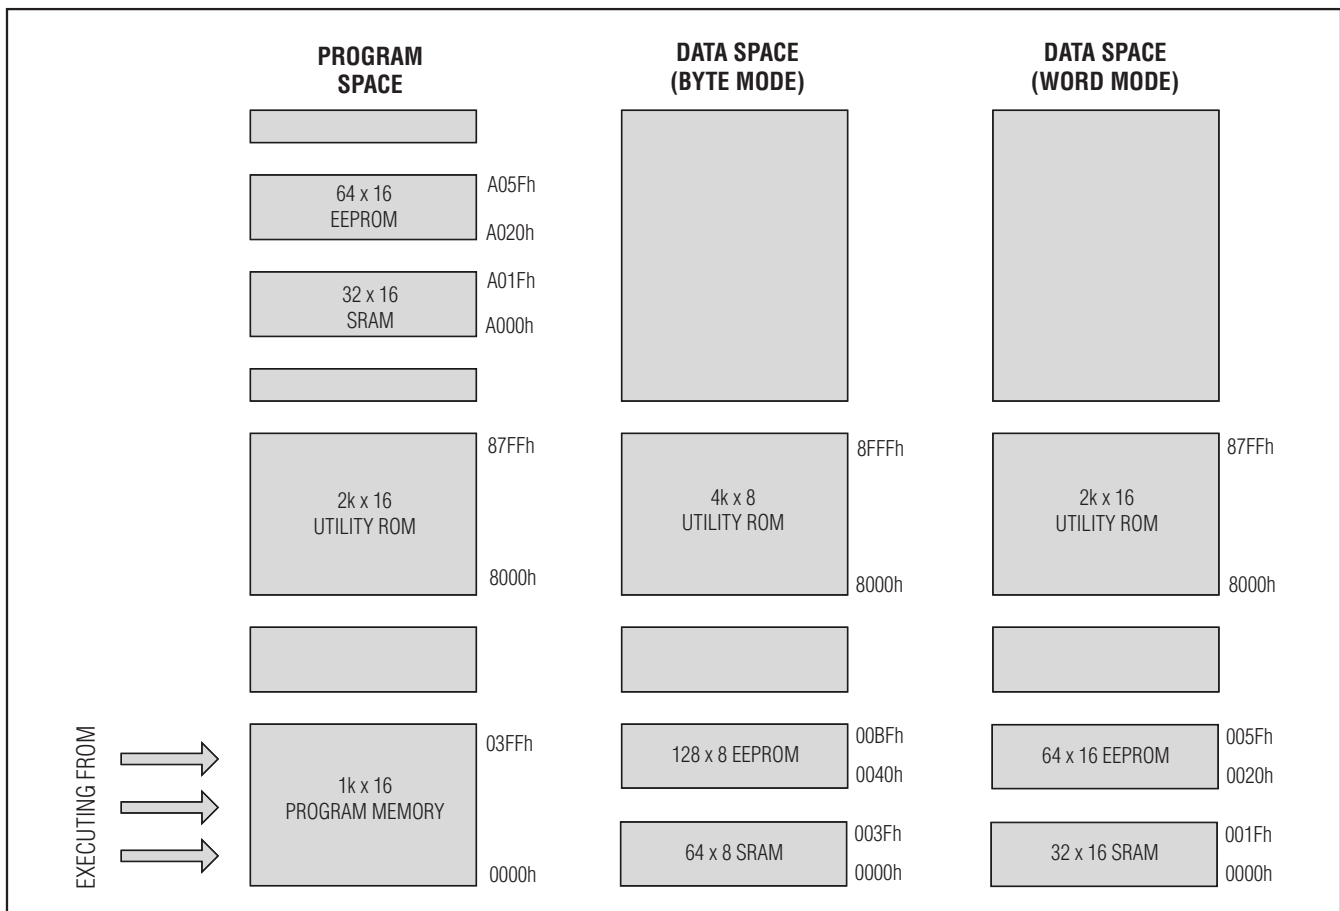 PROGRAM
SPACE
64 x 16
EEPROM
A05Fh
A020h
32 x 16
SRAM
A01Fh
A000h
2k x 16
UTILITY ROM
87FFh
8000h
EXECUTING FROM
1k x 16
PROGRAM MEMORY
03FFh
0000h
DATA SPACE
(BYTE MODE)
4k x 8
UTILITY ROM
8FFFh
8000h
128 x 8 EEPROM
00BFh
0040h
64 x 8 SRAM
003Fh
0000h
DATA SPACE
(WORD MODE)
2k x 16
UTILITY ROM
87FFh
8000h
64 x 16 EEPROM
005Fh
0020h
32 x 16 SRAM
001Fh
0000h